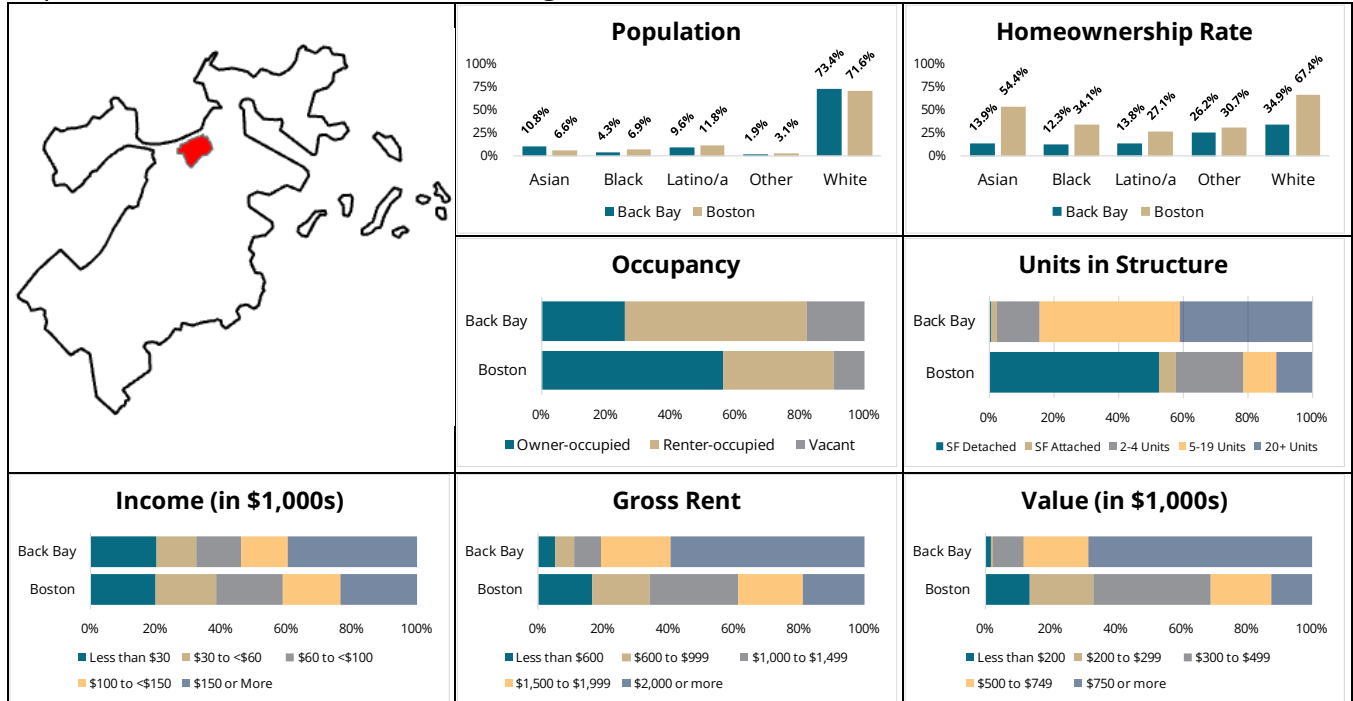 Population
100%
75%
50%
25%
0%
10.8% 6.6% 4.3% 6.9% 9.6% 11.8% 1.9% 3.1% 73.4% 71.6%
Asian Black Latino/a Other White
Back Bay Boston
Homeownership Rate
100%
75%
50%
25%
0%
13.9% 54.4% 12.3% 34.1% 13.8% 27.1% 26.2% 30.7% 34.9% 67.4%
Asian Black Latino/a Other White
Back Bay Boston
Occupancy
Back Bay
Boston
0% 20% 40% 60% 80% 100%
Owner-occupied Renter-occupied Vacant
Units in Structure
Back Bay
Boston
0% 20% 40% 60% 80% 100%
SF Detached SF Attached 2-4 Units 5-19 Units 20+ Units
Income (in $1,000s)
Back Bay
Boston
0% 20% 40% 60% 80% 100%
Less than $30 $30 to <$60 $60 to <$100
$100 to <$150 $150 or More
Gross Rent
Back Bay
Boston
0% 20% 40% 60% 80% 100%
Less than $600 $600 to $999 $1,000 to $1,499
$1,500 to $1,999 $2,000 or more
Value (in $1,000s)
Back Bay
Boston
0% 20% 40% 60% 80% 100%
Less than $200 $200 to $299 $300 to $499
$500 to $749 $750 or more